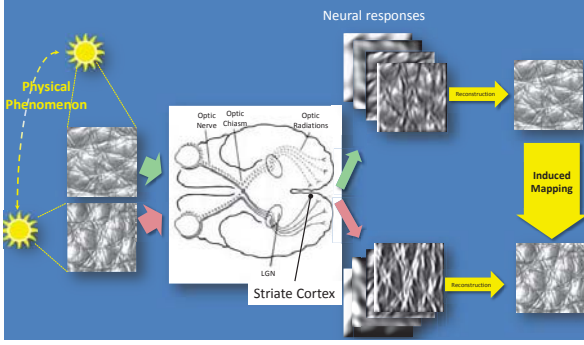 Neural responses
Physical
Phenomenon
Optic
Nerve
Optic
Chiasm
Optic
Radiations
LGN
Striate Cortex
Reconstruction
Induced
Mapping
Reconstruction